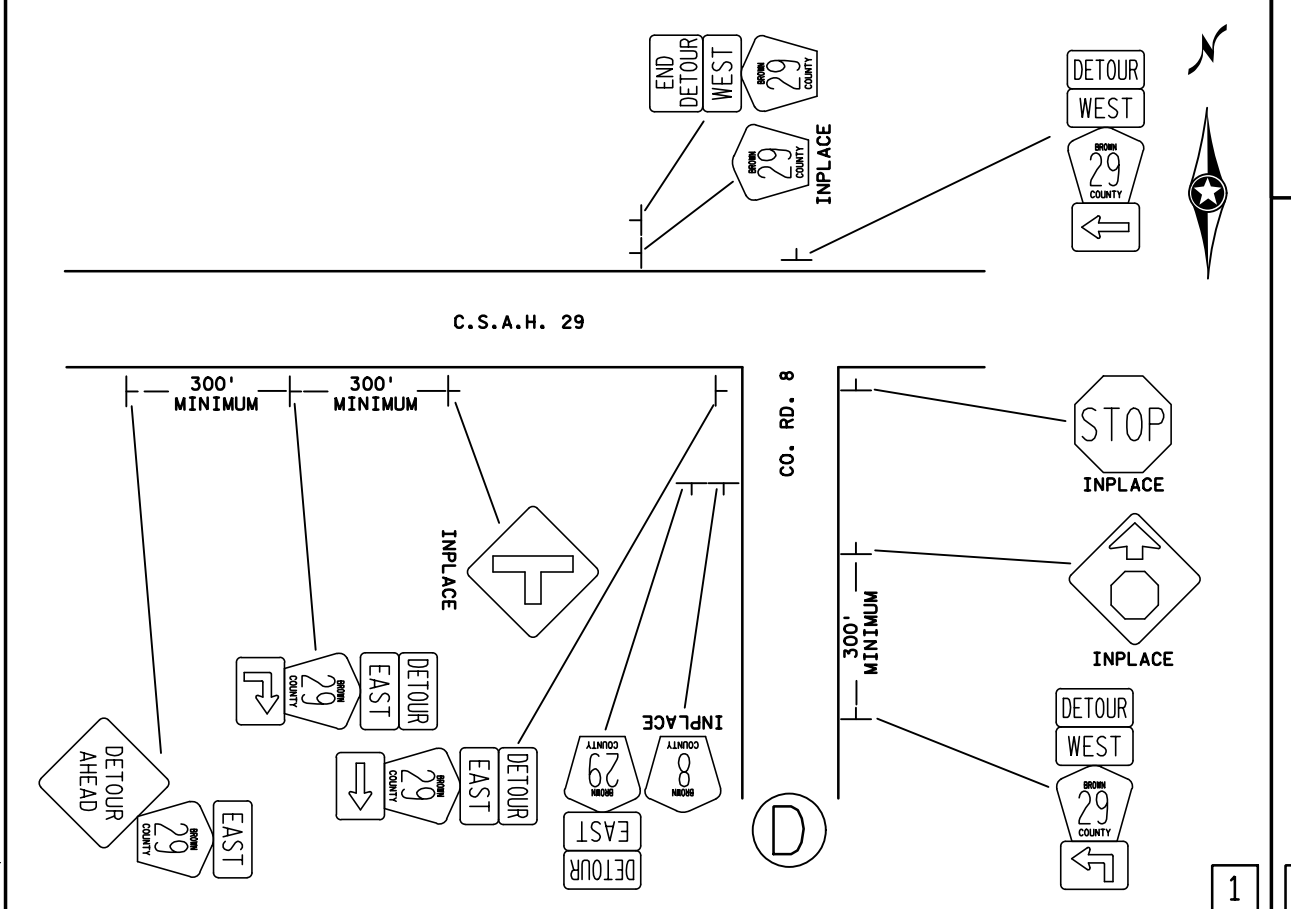 END
DETOUR
WEST
BROWN
29
COUNTY
BROWN
29
COUNTY
INPLACE
DETOUR
WEST
BROWN
29
COUNTY
N
C.S.A.H. 29
300'
MINIMUM
300'
MINIMUM
CO. RD. 8
STOP
INPLACE
INPLACE
INPLACE
300'
MINIMUM
DETOUR
EAST
BROWN
29
COUNTY
DETOUR
AHEAD
EAST
BROWN
29
COUNTY
DETOUR
EAST
BROWN
29
COUNTY
DETOUR
EAST
BROWN
29
COUNTY
INPLACE
BROWN
8
COUNTY
D
DETOUR
WEST
BROWN
29
COUNTY
1